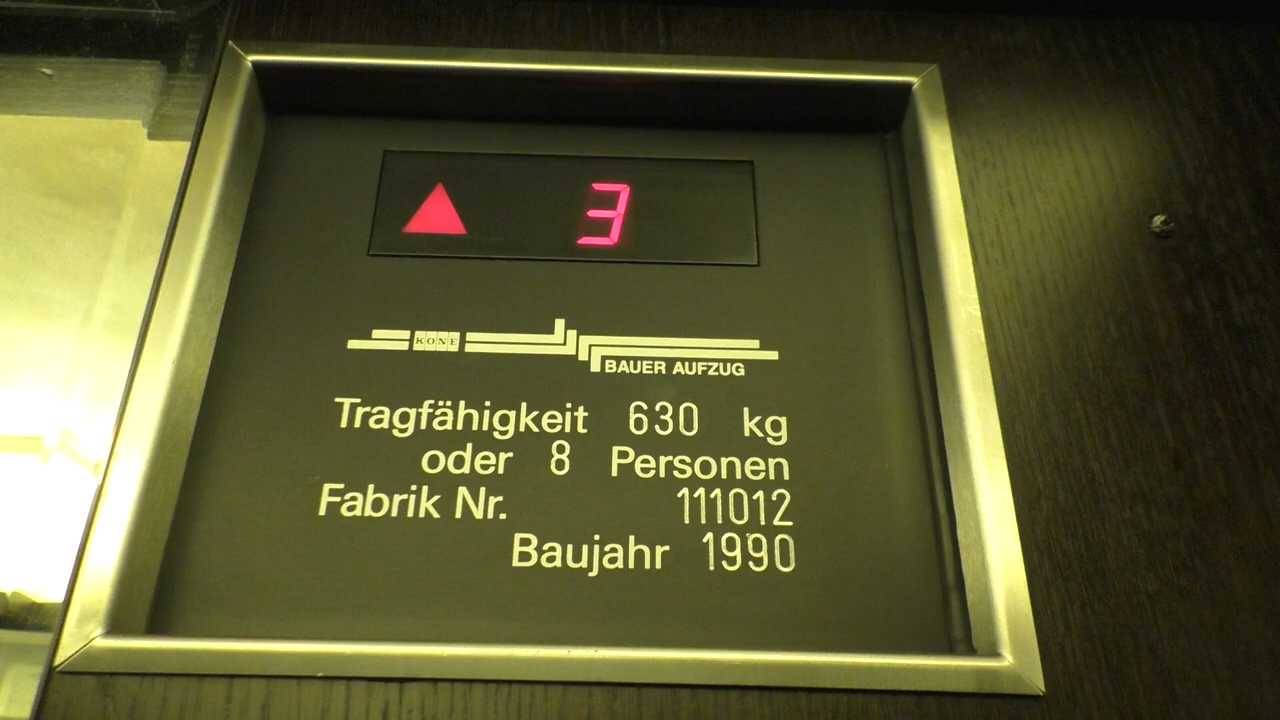 3
KONE
BAUER AUFZUG
Tragfähigkeit 630 kg
oder 8 Personen
Fabrik Nr. 111012
Baujahr 1990